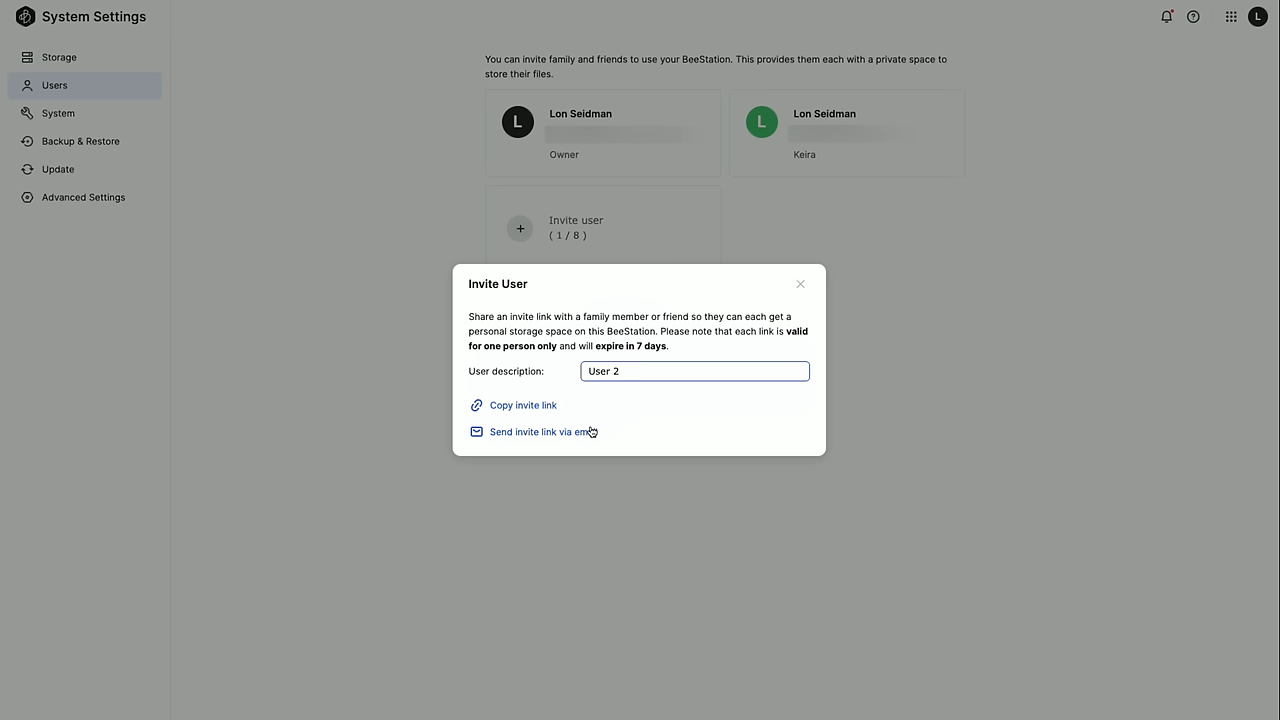 System Settings
L
Storage
Users
System
Backup & Restore
Update
Advanced Settings
You can invite family and friends to use your BeeStation. This provides them each with a private space to
store their files.
L
Lon Seidman
Owner
L
Lon Seidman
Keira
Invite user
( 1 / 8 )
Invite User
Share an invite link with a family member or friend so they can each get a
personal storage space on this BeeStation. Please note that each link is valid
for one person only and will expire in 7 days.
User description:
User 2
Copy invite link
Send invite link via em